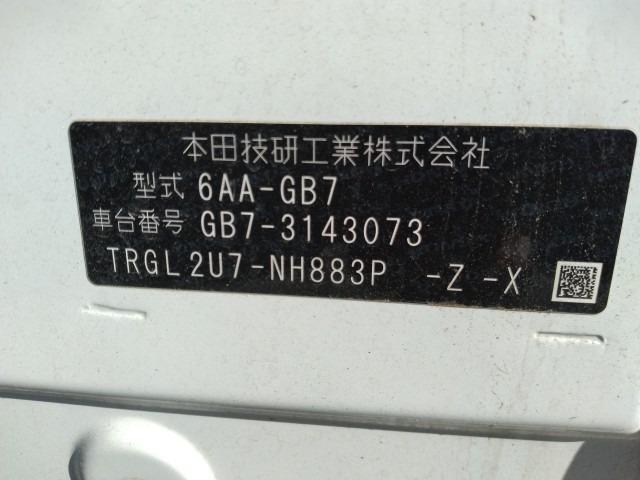 本田技研工業株式会社
型式 6AA-GB7
車台番号 GB7-3143073
TRGL2U7-NH883P -Z -X